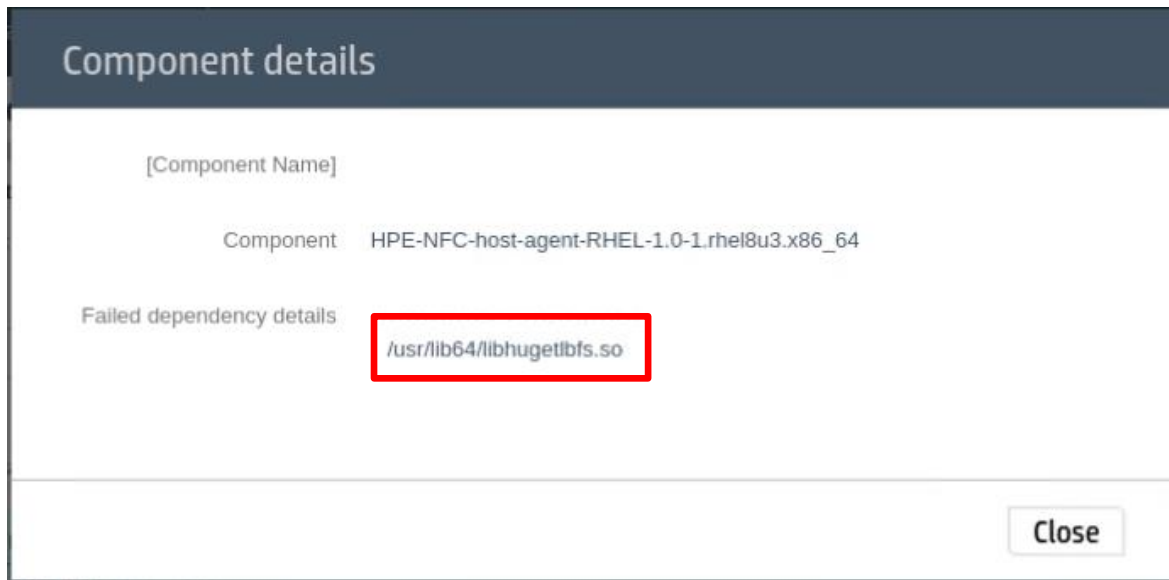 Component details
[Component Name]
Component HPE-NFC-host-agent-RHEL-1.0-1.rhel8u3.x86_64
Failed dependency details
/usr/lib64/libhugetlbfs.so
Close